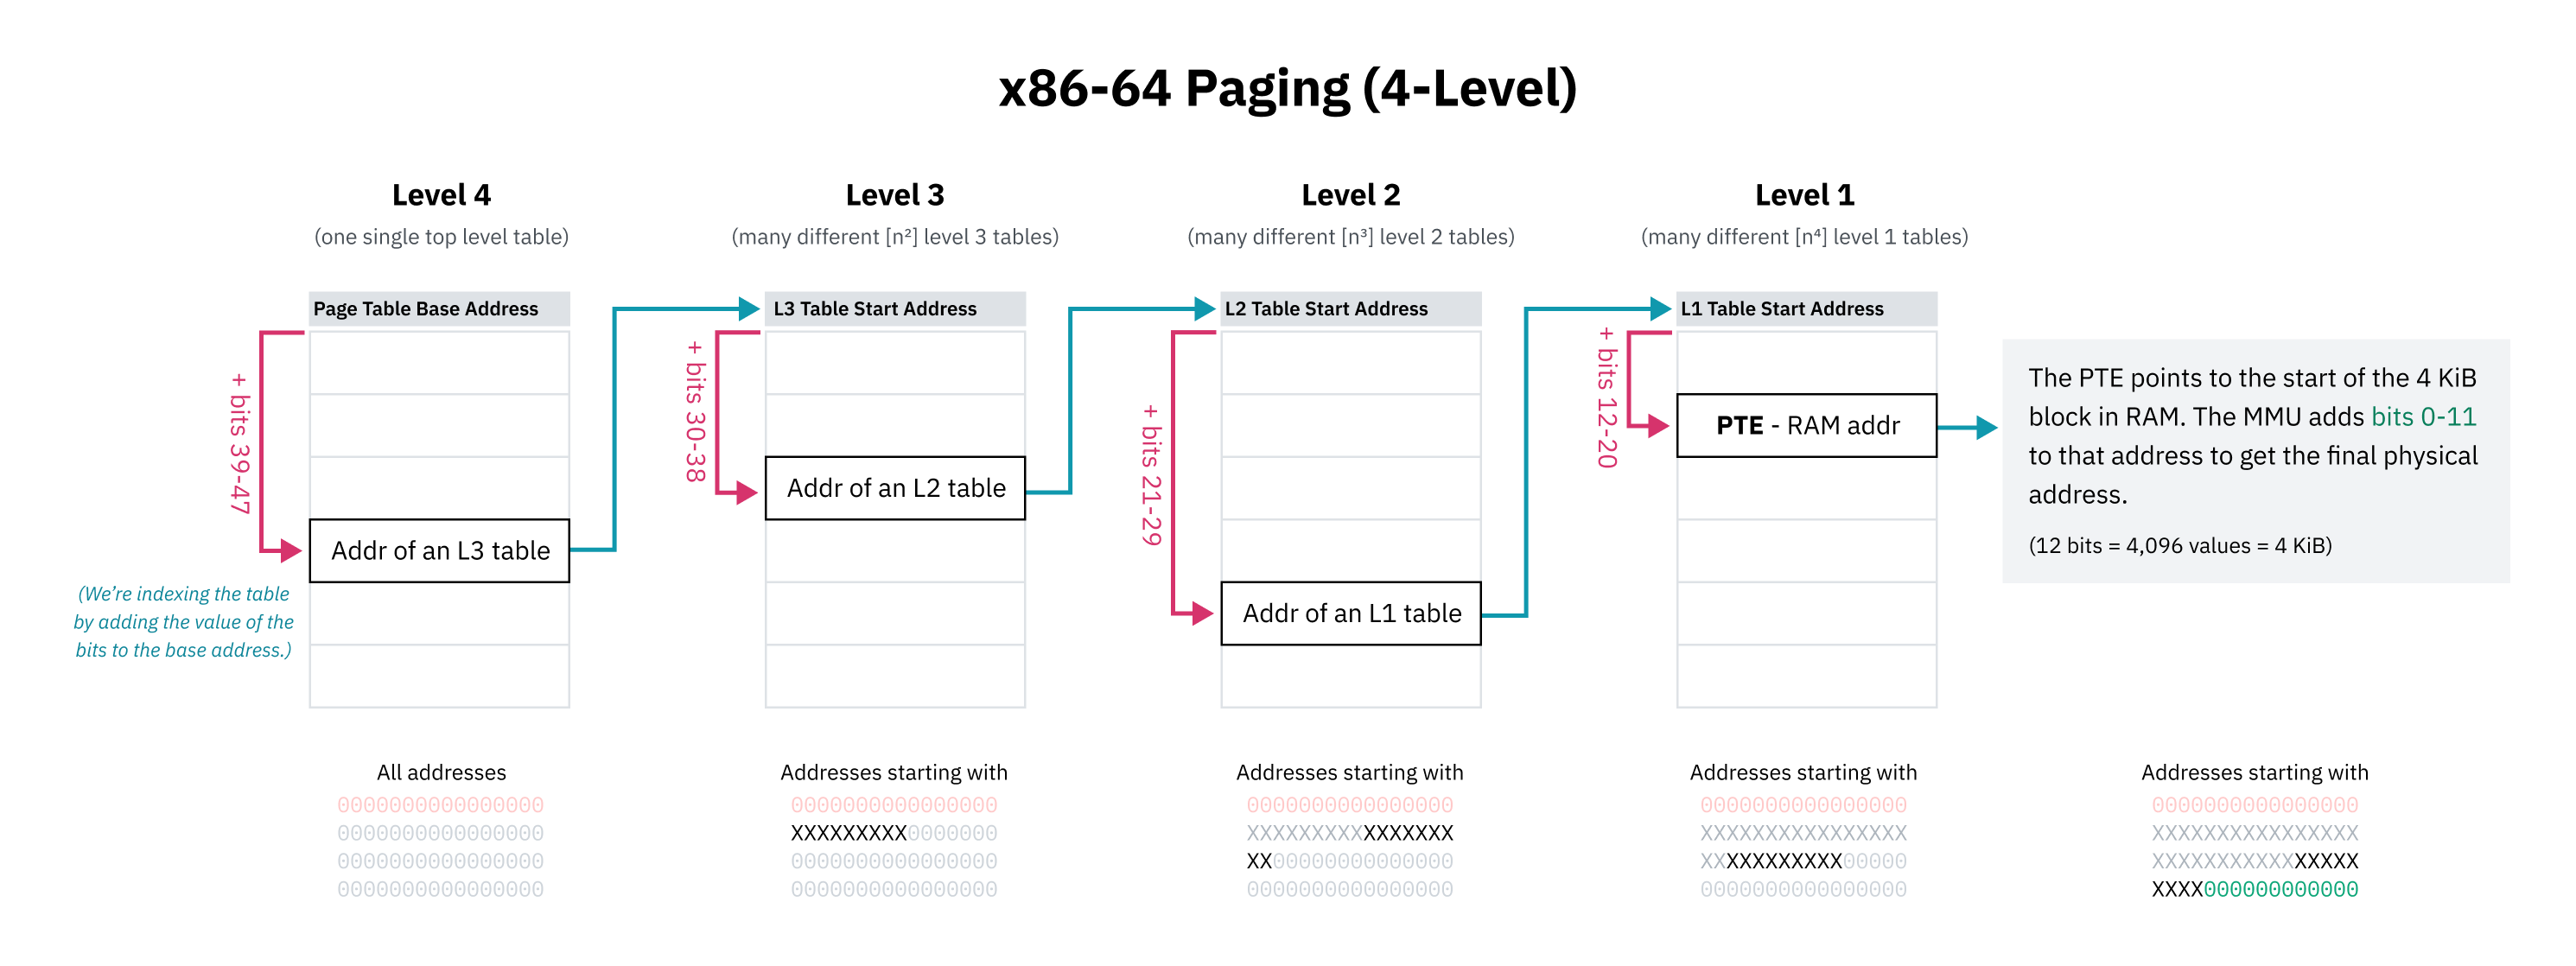 x86-64 Paging (4-Level)
Level 4
(one single top level table)
Page Table Base Address
+ bits 39-47
Addr of an L3 table
(We’re indexing the table
by adding the value of the
bits to the base address.)
All addresses
0000000000000000
0000000000000000
0000000000000000
0000000000000000
Level 3
(many different [n²] level 3 tables)
L3 Table Start Address
+ bits 30-38
Addr of an L2 table
Addresses starting with
0000000000000000
XXXXXXXXX0000000
0000000000000000
0000000000000000
Level 2
(many different [n³] level 2 tables)
L2 Table Start Address
+ bits 21-29
Addr of an L1 table
Addresses starting with
0000000000000000
XXXXXXXXXXXXXXXX
XX00000000000000
0000000000000000
Level 1
(many different [n⁴] level 1 tables)
L1 Table Start Address
+ bits 12-20
PTE - RAM addr
Addresses starting with
0000000000000000
XXXXXXXXXXXXXXXX
XXXXXXXXXXX00000
0000000000000000
The PTE points to the start of the 4 KiB
block in RAM. The MMU adds bits 0-11
to that address to get the final physical
address.
(12 bits = 4,096 values = 4 KiB)
Addresses starting with
0000000000000000
XXXXXXXXXXXXXXXX
XXXXXXXXXXXXXXXX
XXXX000000000000